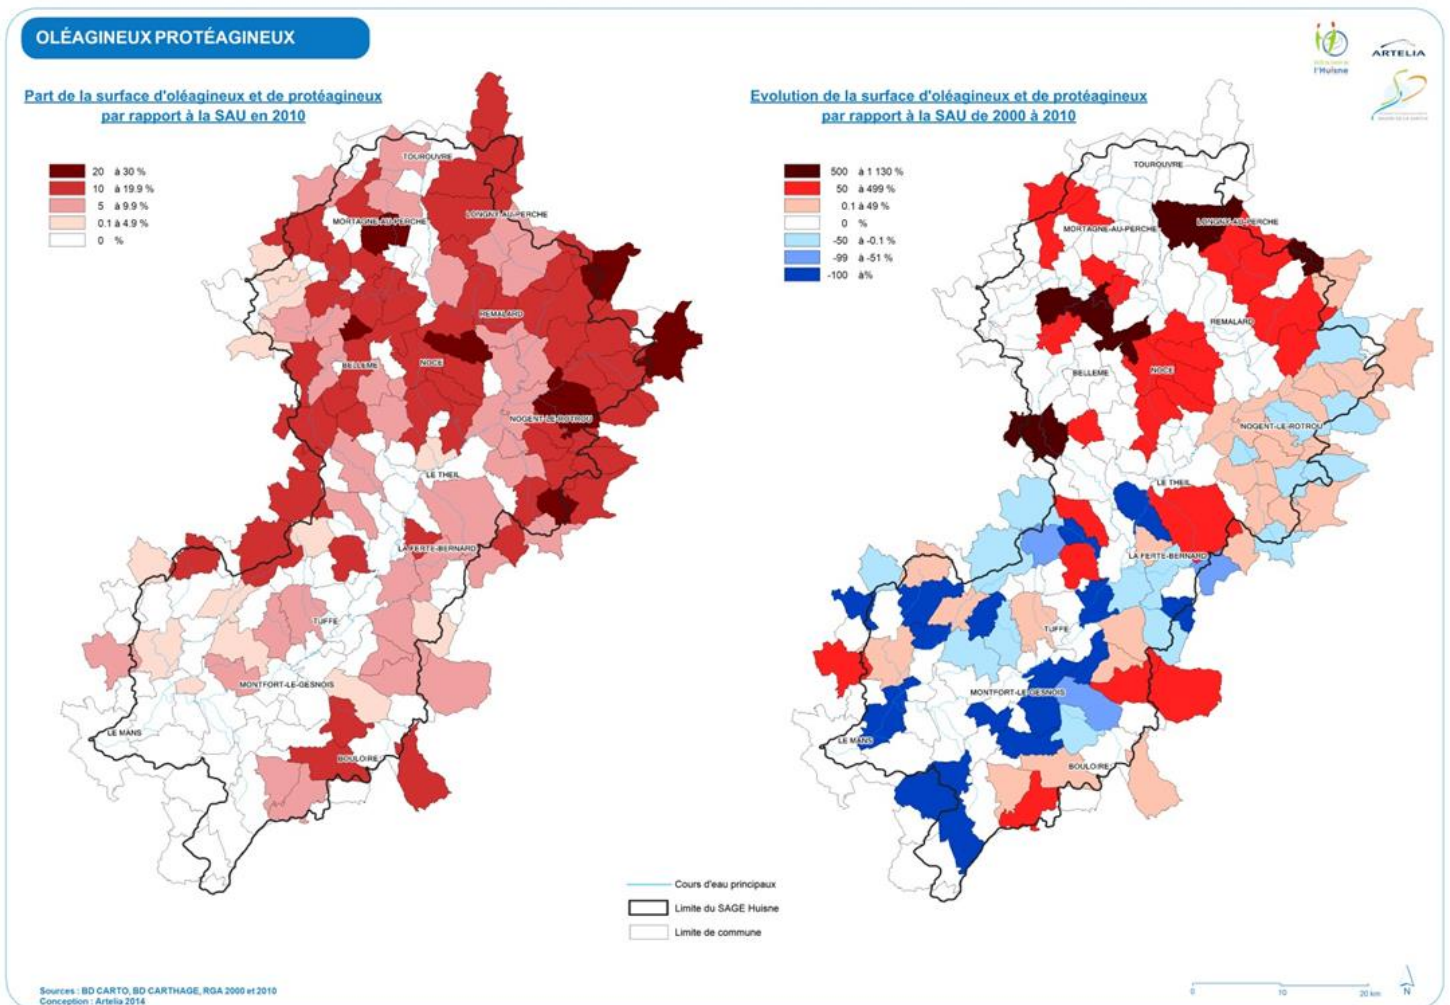 OLÉAGINEUX PROTÉAGINEUX
l'Huisne
ARTELIA
Part de la surface d'oléagineux et de protéagineux
par rapport à la SAU en 2010
20 à 30 %
10 à 19.9 %
5 à 9.9 %
0.1 à 4.9 %
0 %
TOUROUVRE
MORTAGNE-AU-PERCHE
LONGNY-AU-PERCHE
REMALARD
BELLEME
NOCE
NOGENT-LE-ROTROU
LE THEIL
LA FERTE-BERNARD
TUFFE
MONTFORT-LE-GESNOIS
LE MANS
BOULOIRE
Evolution de la surface d'oléagineux et de protéagineux
par rapport à la SAU de 2000 à 2010
500 à 1 130 %
50 à 499 %
0.1 à 49 %
0 %
-50 à -0.1 %
-99 à -51 %
-100 à%
TOUROUVRE
LONGNY-AU-PERCHE
MORTAGNE-AU-PERCHE
REMALARD
BELLEME
NOCE
NOGENT-LE-ROTROU
LE THEIL
LA FERTE-BERNARD
TUFFE
MONTFORT-LE-GESNOIS
LE MANS
BOULOIRE
Cours d'eau principaux
Limite du SAGE Huisne
Limite de commune
Sources : BD CARTO, BD CARTHAGE, RGA 2000 et 2010
Conception : Artelia 2014
0 10 20 km
N